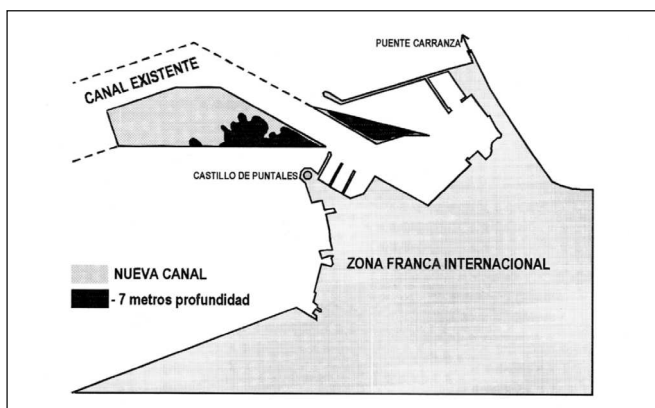 PUENTE CARRANZA
CANAL EXISTENTE
CASTILLO DE PUNTALES
ZONA FRANCA INTERNACIONAL
NUEVA CANAL
- 7 metros profundidad